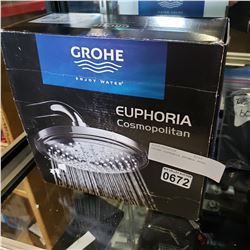 GROHE
ENJOY WATER
EUPHORIA
Cosmopolitan
0672